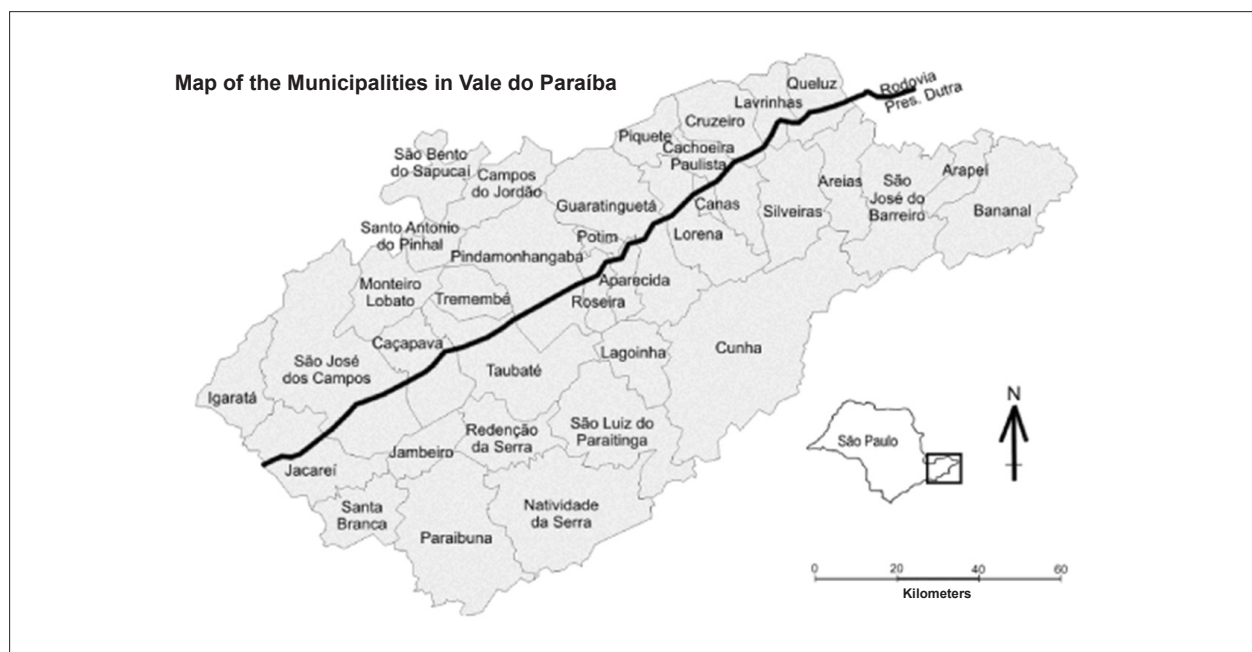 Map of the Municipalities in Vale do Paraíba
Queluz
Rodovia
Pres. Dutra
Lavrinhas
Cruzeiro
Piquete
Cachoeira
Paulista
São Bento
do Sapucaí
Campos
do Jordão
Areias
São
José do
Barreiro
Arapeí
Bananal
Guaratinguetá
Canas
Silveiras
Santo Antonio
do Pinhal
Potim
Lorena
Pindamonhangaba
Monteiro
Lobato
Tremembé
Aparecida
Roseira
Caçapava
Lagoinha
Cunha
São José
dos Campos
Taubaté
Igaratá
Redenção
da Serra
São Luiz do
Paraitinga
Jambeiro
Jacareí
Santa
Branca
Natividade
da Serra
Paraibuna
São Paulo
N
0 20 40 60
Kilometers